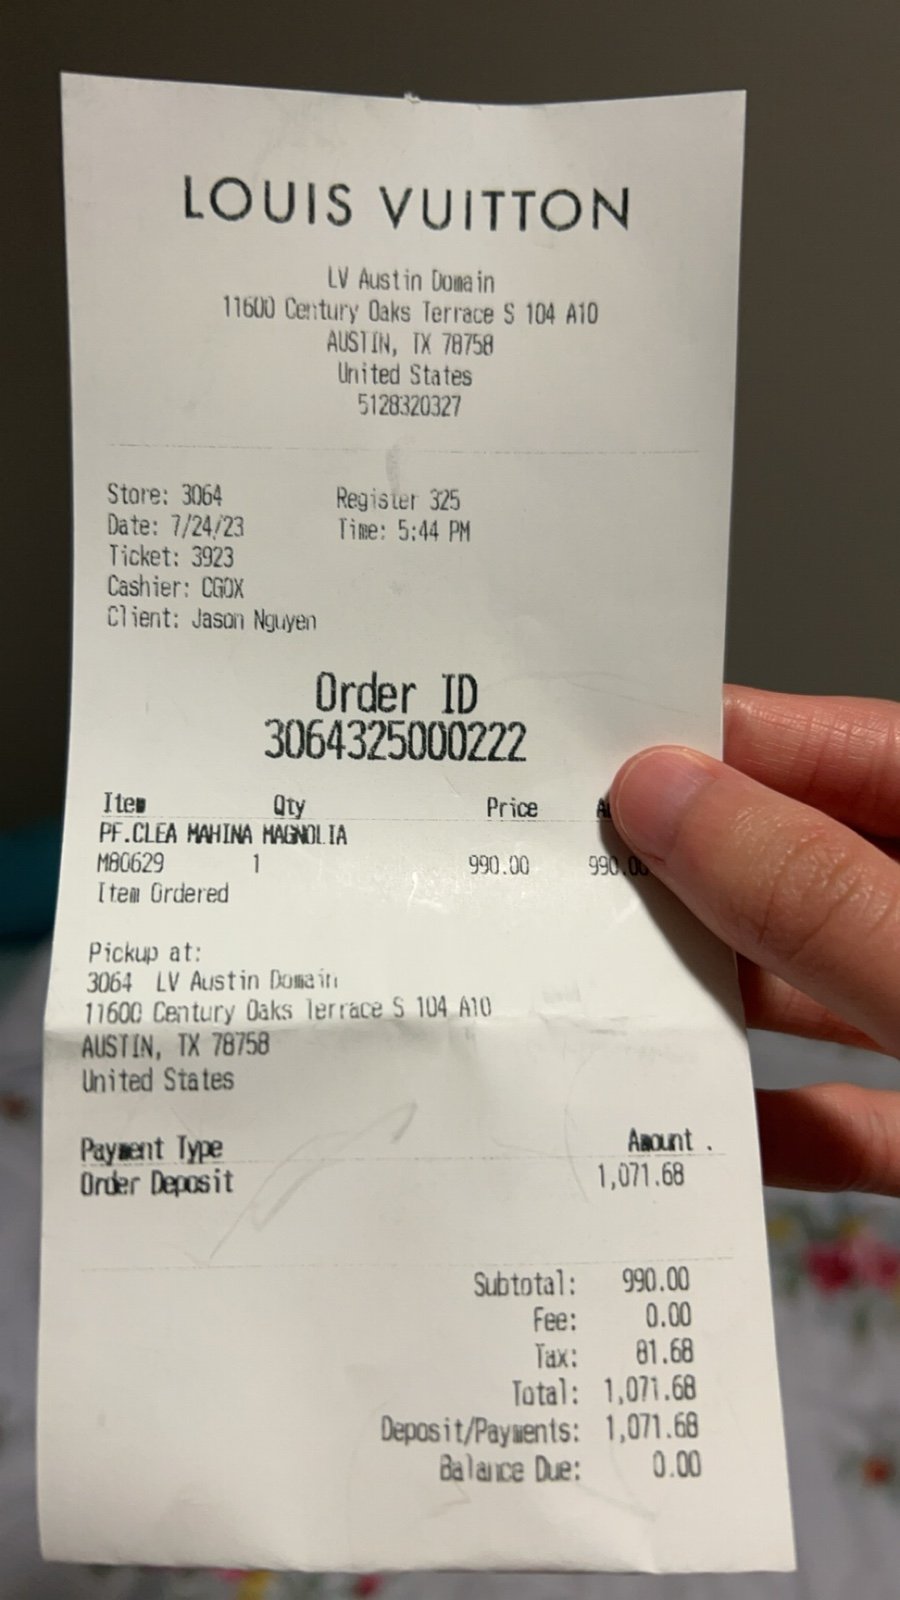 LOUIS VUITTON
LV Austin Domain
11600 Century Oaks Terrace S 104 A10
AUSTIN, TX 78758
United States
5128320327
Store: 3064 Register 325
Date: 7/24/23 Time: 5:44 PM
Ticket: 3923
Cashier: CGOX
Client: Jason Nguyen
Order ID
3064325000222
Item Qty Price
PF.CLEA MAHINA MAGNOLIA
M80629 1 990.00 990.00
Item Ordered
Pickup at:
3064 LV Austin Domain
11600 Century Oaks Terrace S 104 A10
AUSTIN, TX 78758
United States
Payment Type Amount .
Order Deposit 1,071.68
Subtotal: 990.00
Fee: 0.00
Tax: 81.68
Total: 1,071.68
Deposit/Payments: 1,071.68
Balance Due: 0.00